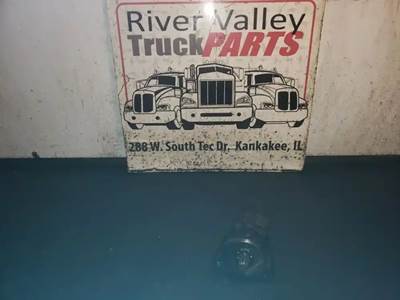 River Valley
TruckPARTS
288 W. South Tec Dr, Kankakee, IL